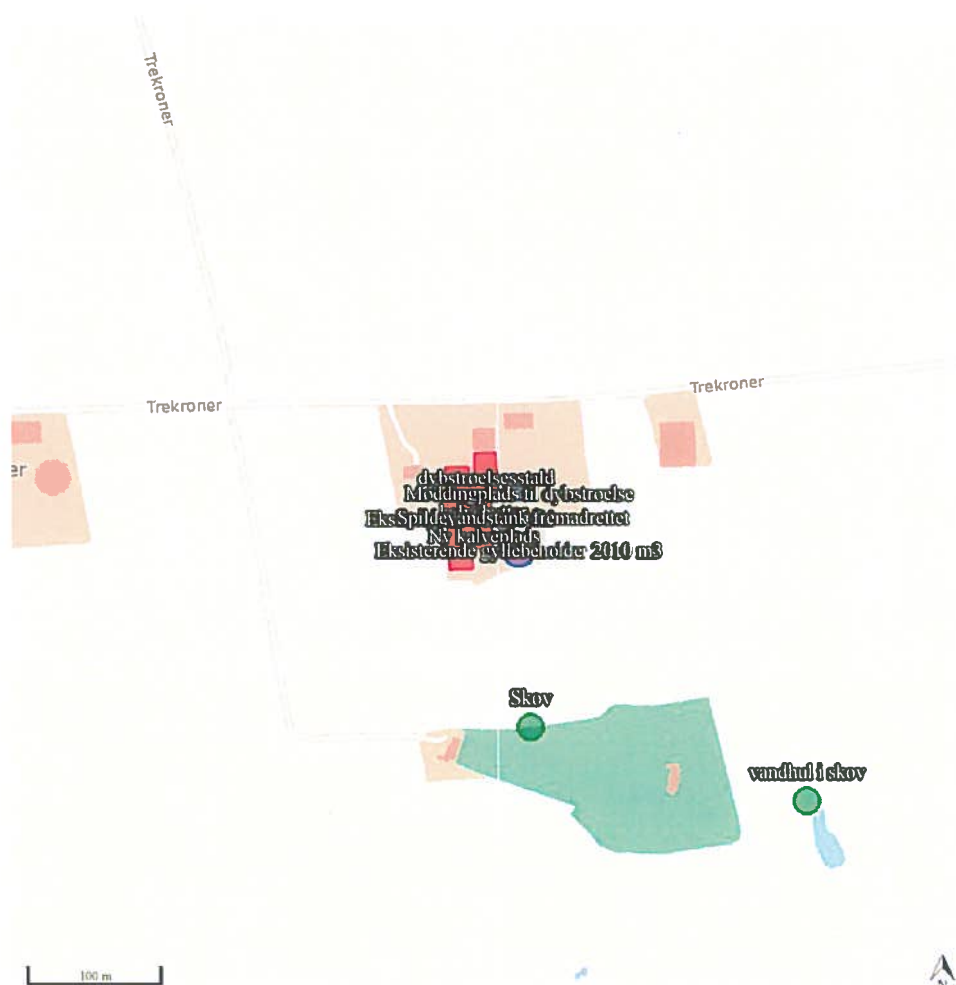 Trekroner
Trekroner
Trekroner
er
dybstrøelsesstald
Møddingplads til dybstrøelse
Eks Spildevandstank fremadrettet
Ny kalveplads
Eksisterende gyllebeholder 2010 m3
Skov
vandhul i skov
100 m
N